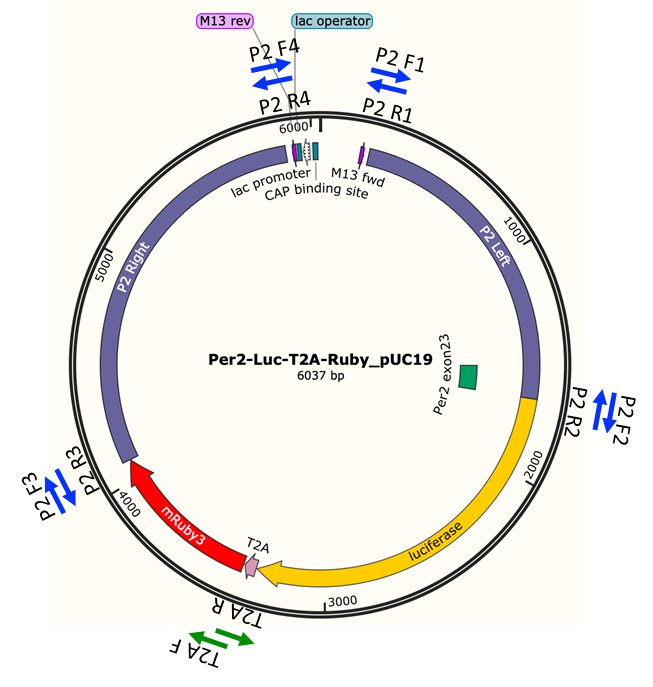 M13 rev
lac operator
P2 F4
P2 F1
P2 R4
P2 R1
6000
lac promoter
CAP binding site
M13 fwd
1000
P2 Left
P2 Right
5000
Per2-Luc-T2A-Ruby_pUC19
6037 bp
Per2 exon23
P2 R2
P2 F2
2000
P2 R3
P2 F3
4000
mRuby3
T2A
luciferase
3000
T2A R
T2A F